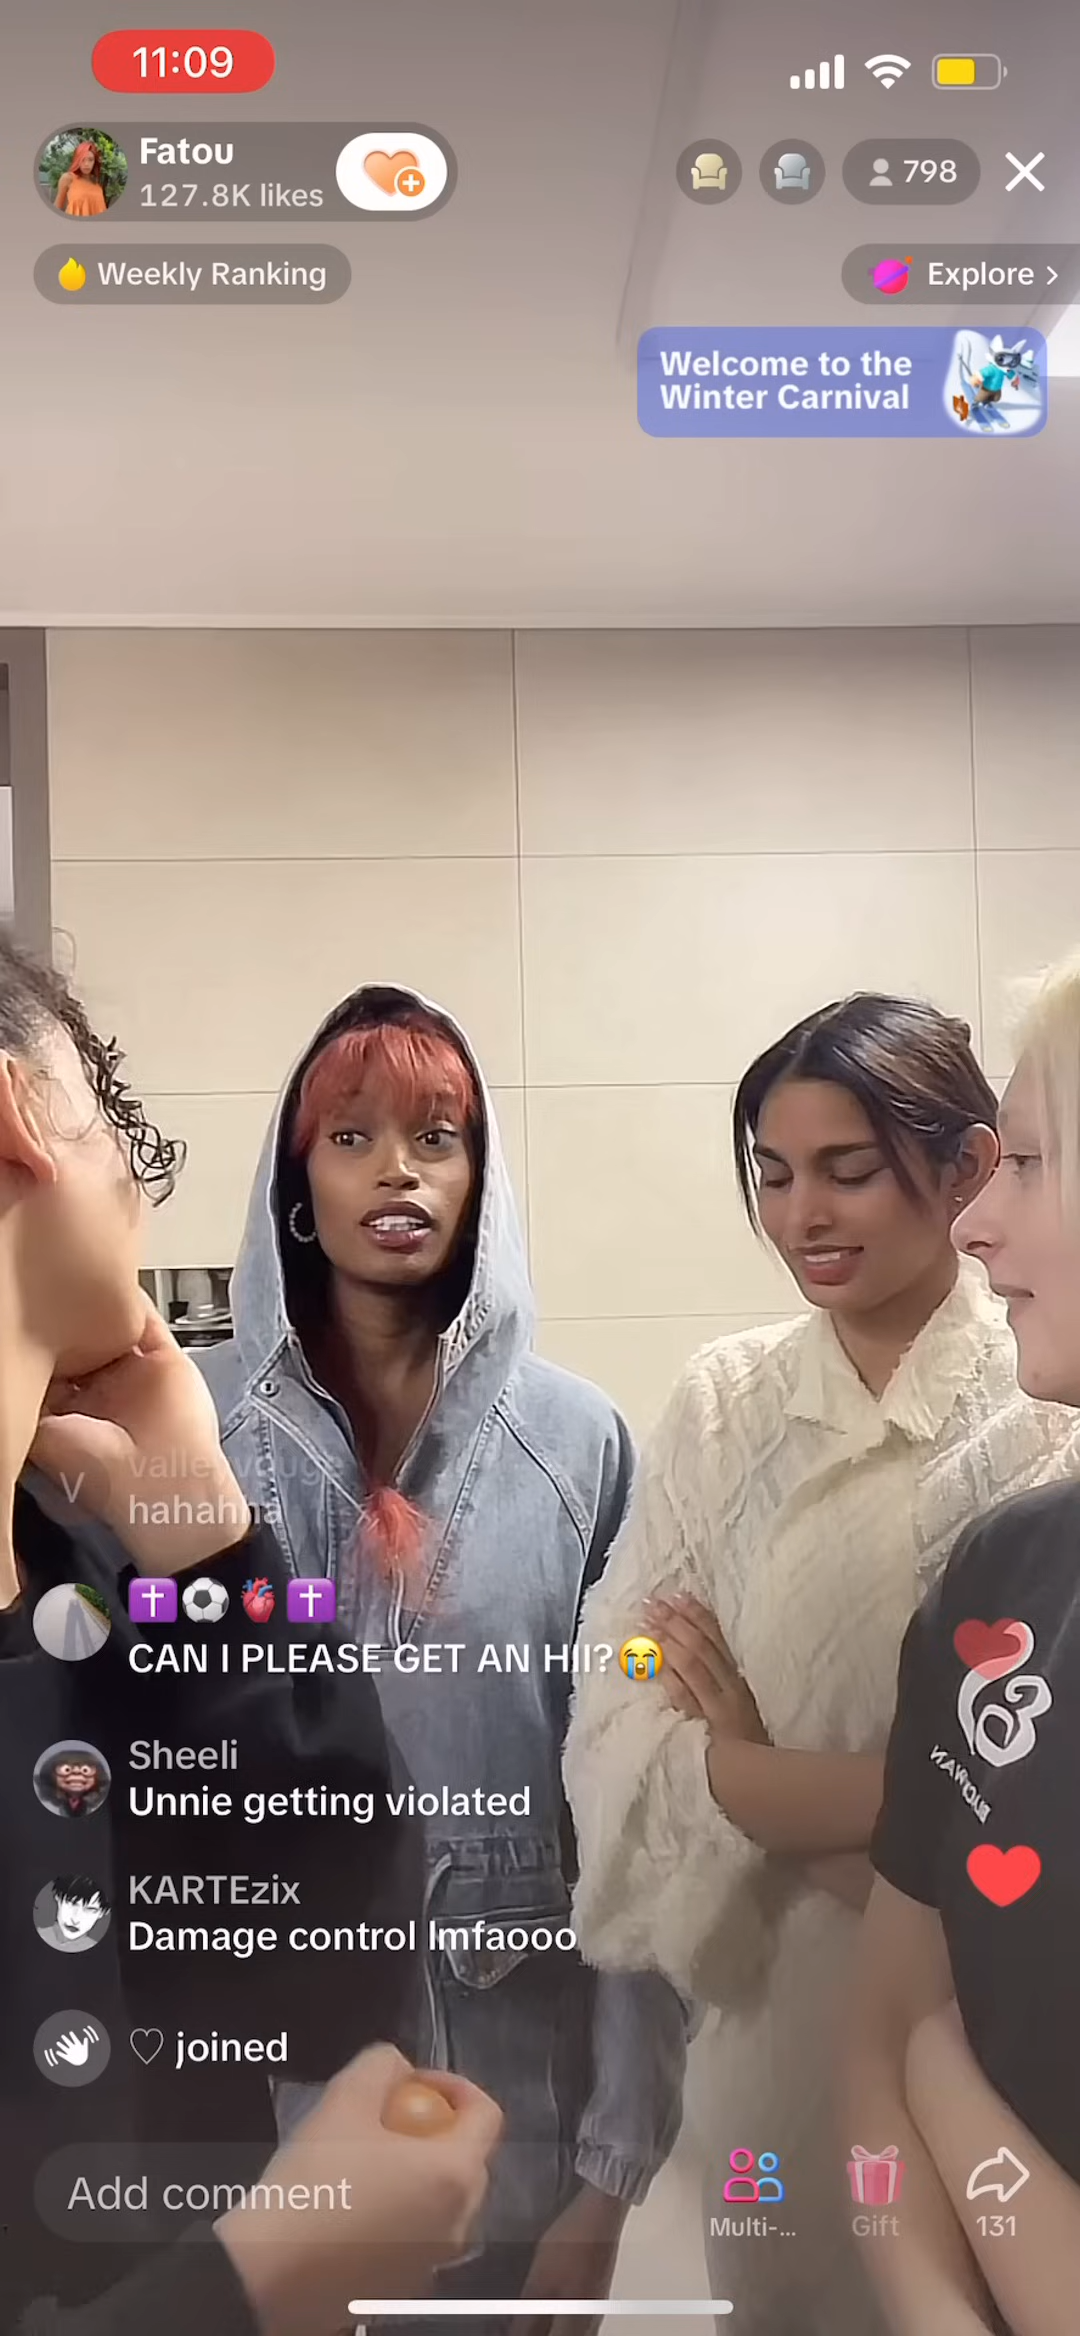 11:09
Fatou
127.8K likes
798
Weekly Ranking
Explore >
Welcome to the
Winter Carnival
hahahha
CAN I PLEASE GET AN HII?😭
Sheeli
Unnie getting violated
KARTEzix
Damage control lmfaooo
♡ joined
Add comment
Multi-...
Gift
131